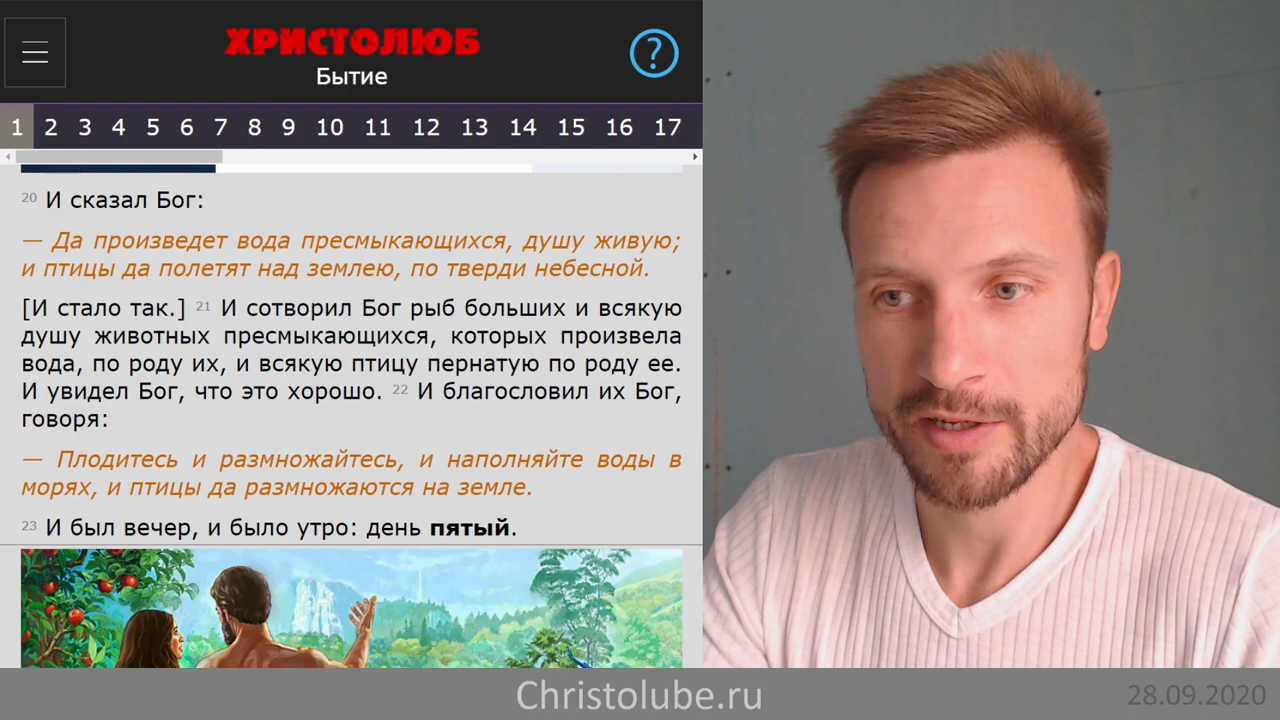 ХРИСТОЛЮБ
Бытие
?
1 2 3 4 5 6 7 8 9 10 11 12 13 14 15 16 17
20 И сказал Бог:
— Да произведет вода пресмыкающихся, душу живую;
и птицы да полетят над землею, по тверди небесной.
[И стало так.] 21 И сотворил Бог рыб больших и всякую
душу животных пресмыкающихся, которых произвела
вода, по роду их, и всякую птицу пернатую по роду ее.
И увидел Бог, что это хорошо. 22 И благословил их Бог,
говоря:
— Плодитесь и размножайтесь, и наполняйте воды в
морях, и птицы да размножаются на земле.
23 И был вечер, и было утро: день пятый.
Christolube.ru
28.09.2020